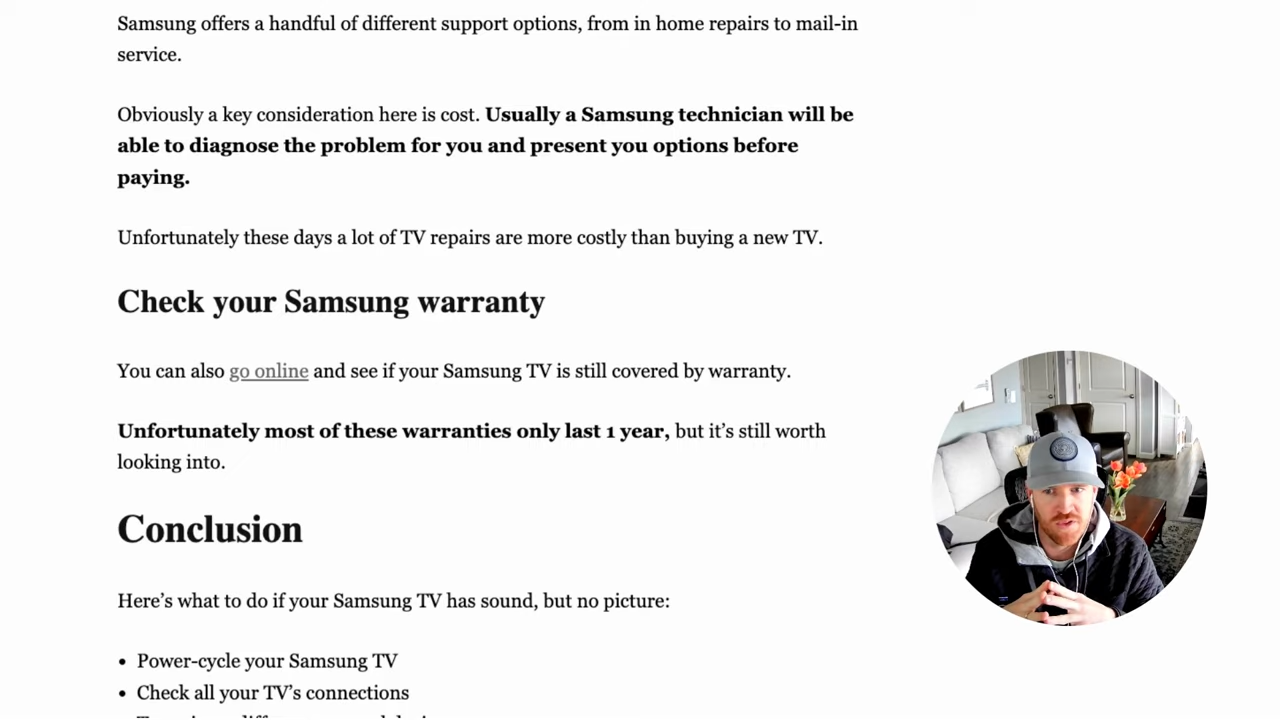 Samsung offers a handful of different support options, from in home repairs to mail-in
service.
Obviously a key consideration here is cost. Usually a Samsung technician will be
able to diagnose the problem for you and present you options before
paying.
Unfortunately these days a lot of TV repairs are more costly than buying a new TV.
Check your Samsung warranty
You can also go online and see if your Samsung TV is still covered by warranty.
Unfortunately most of these warranties only last 1 year, but it’s still worth
looking into.
Conclusion
Here’s what to do if your Samsung TV has sound, but no picture:
• Power-cycle your Samsung TV
• Check all your TV’s connections